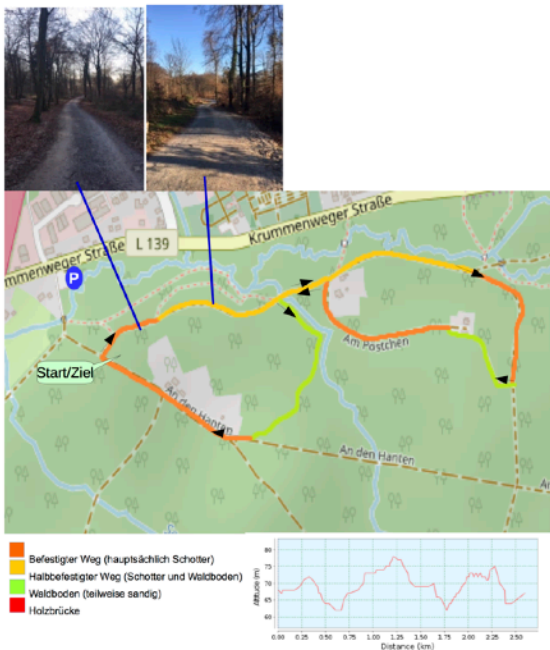 Krummenweger Straße
L 139
mmenweger Straße
P
Am Pöstchen
Start/Ziel
An den Hanten
An den Hanten
Befestigter Weg (hauptsächlich Schotter)
Halbbefestigter Weg (Schotter und Waldboden)
Waldboden (teilweise sandig)
Holzbrücke
Altitude (m)
80
75
70
65
60
0.00 0.25 0.50 0.75 1.00 1.25 1.50 1.75 2.00 2.25 2.50
Distance (km)